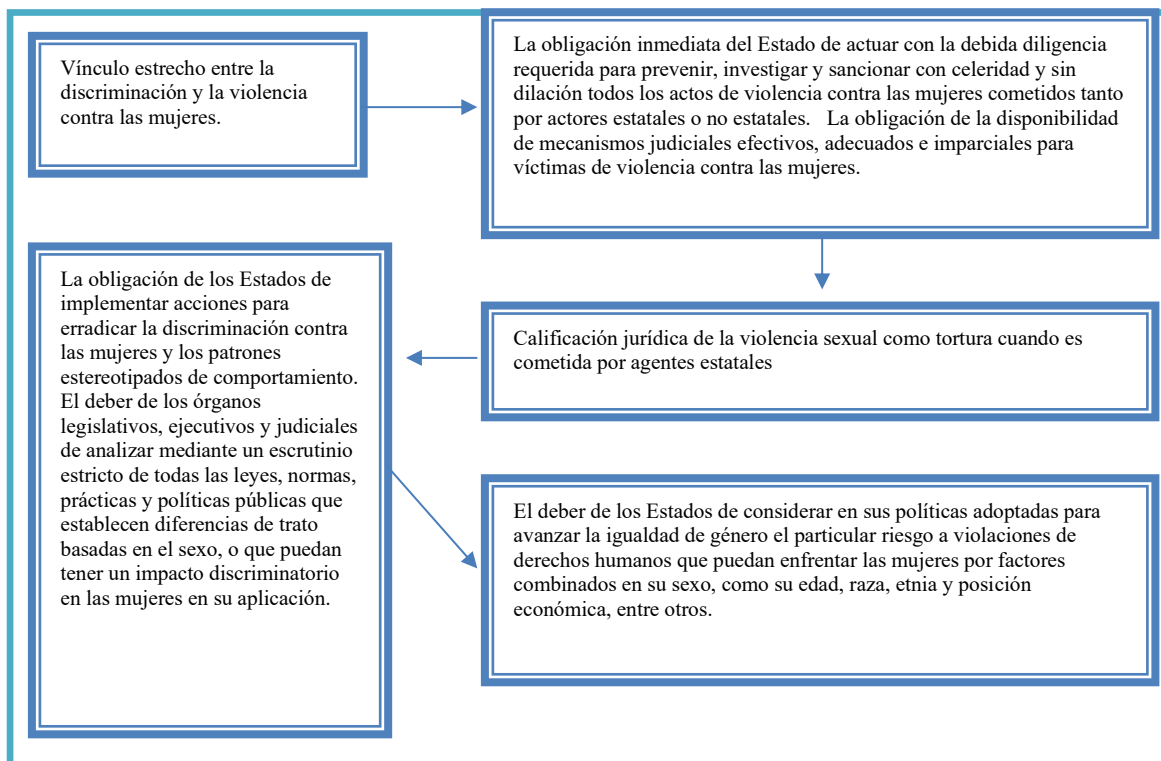 Vínculo estrecho entre la
discriminación y la violencia
contra las mujeres.
La obligación inmediata del Estado de actuar con la debida diligencia
requerida para prevenir, investigar y sancionar con celeridad y sin
dilación todos los actos de violencia contra las mujeres cometidos tanto
por actores estatales o no estatales.   La obligación de la disponibilidad
de mecanismos judiciales efectivos, adecuados e imparciales para
víctimas de violencia contra las mujeres.
Calificación jurídica de la violencia sexual como tortura cuando es
cometida por agentes estatales
La obligación de los Estados de
implementar acciones para
erradicar la discriminación contra
las mujeres y los patrones
estereotipados de comportamiento.
El deber de los órganos
legislativos, ejecutivos y judiciales
de analizar mediante un escrutinio
estricto de todas las leyes, normas,
prácticas y políticas públicas que
establecen diferencias de trato
basadas en el sexo, o que puedan
tener un impacto discriminatorio
en las mujeres en su aplicación.
El deber de los Estados de considerar en sus políticas adoptadas para
avanzar la igualdad de género el particular riesgo a violaciones de
derechos humanos que puedan enfrentar las mujeres por factores
combinados en su sexo, como su edad, raza, etnia y posición
económica, entre otros.